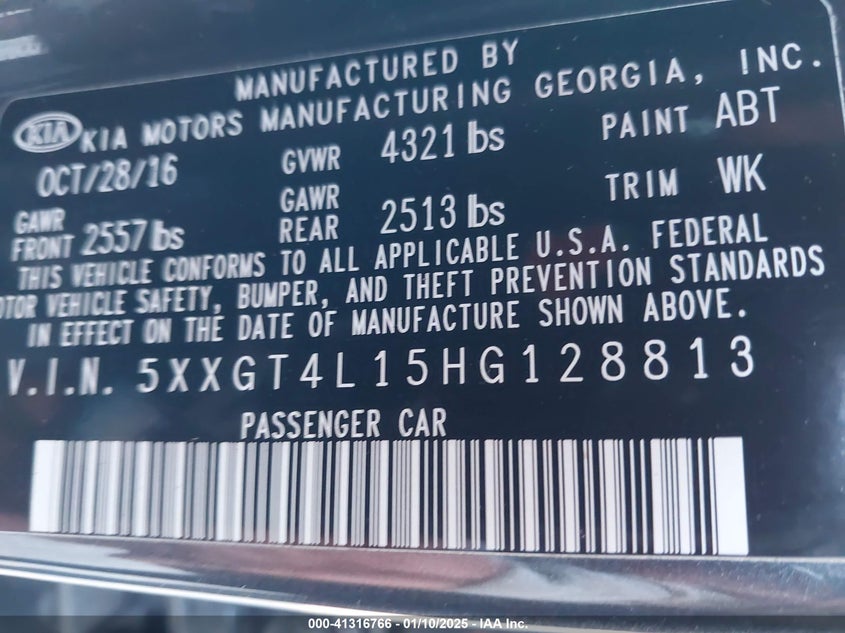 MANUFACTURED BY
KIA KIA MOTORS MANUFACTURING GEORGIA, INC.
OCT/28/16 GVWR 4321 lbs PAINT ABT
GAWR FRONT 2557 lbs GAWR REAR 2513 lbs TRIM WK
THIS VEHICLE CONFORMS TO ALL APPLICABLE U.S.A. FEDERAL
OTOR VEHICLE SAFETY, BUMPER, AND THEFT PREVENTION STANDARDS
IN EFFECT ON THE DATE OF MANUFACTURE SHOWN ABOVE.
V.I.N. 5XXGT4L15HG128813
PASSENGER CAR
000-41316766 — 01/10/2025 — IAA Inc.